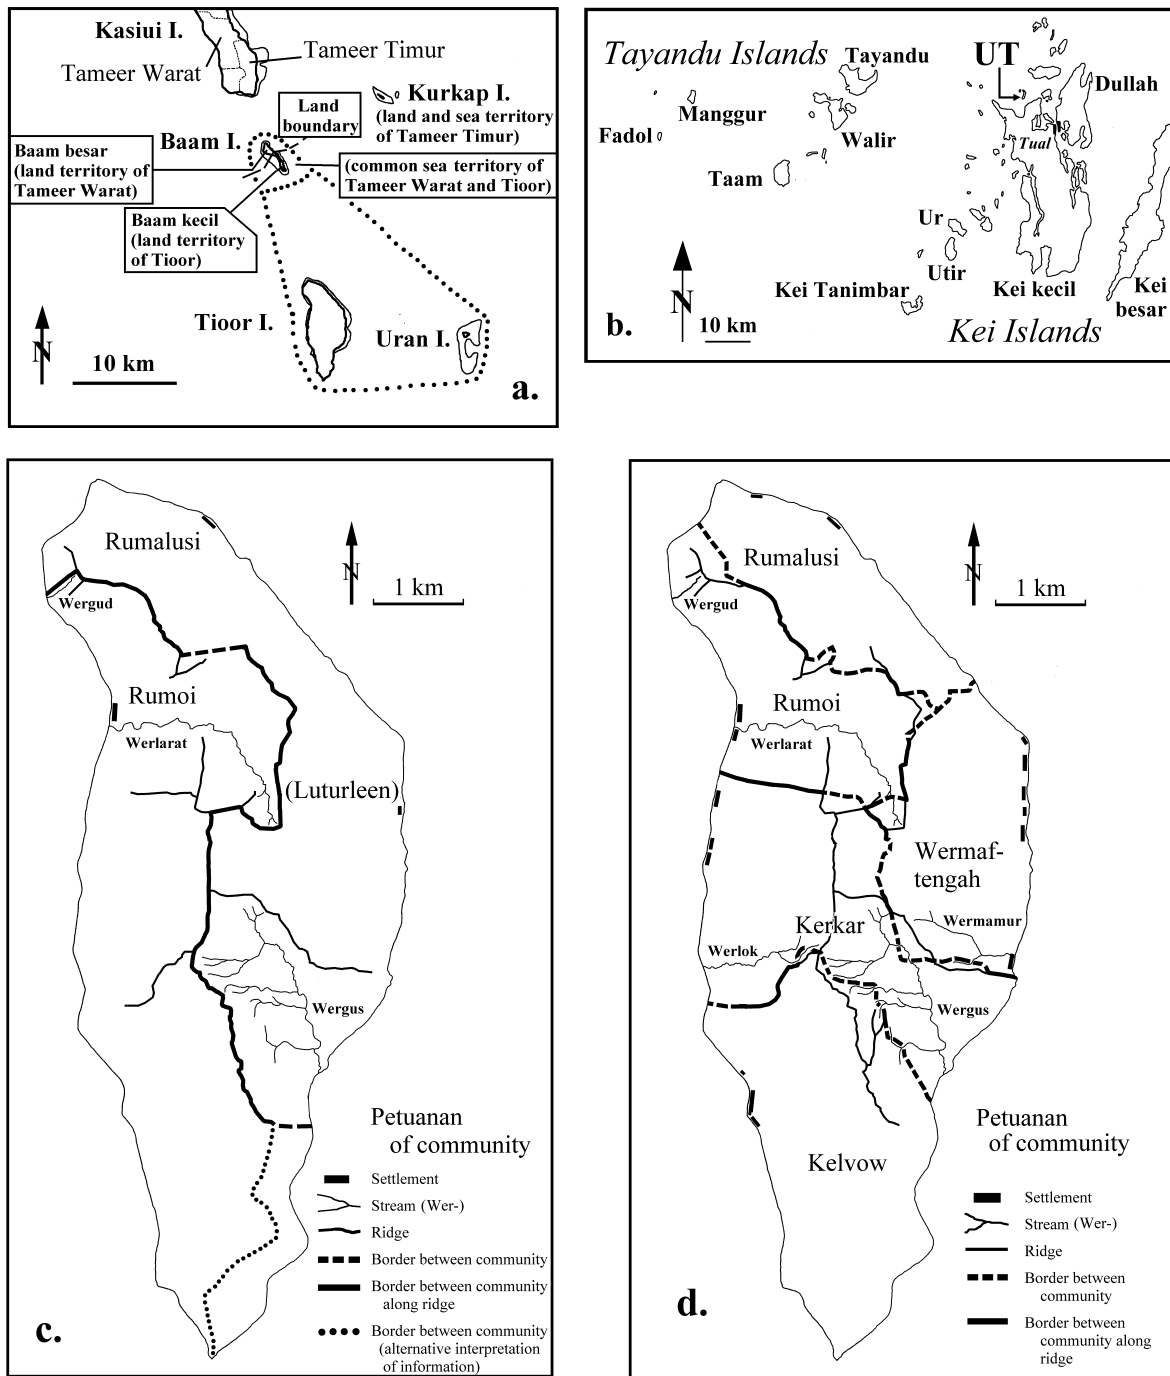 Kasiui I.
Tameer Timur
Tameer Warat
Land
boundary
Kurkap I.
(land and sea territory
of Tameer Timur)
Baam I.
Baam besar
(land territory of
Tameer Warat)
(common sea territory of
Tameer Warat and Tioor)
Baam kecil
(land territory
of Tioor)
Tioor I.
Uran I.
N
10 km
a.
Tayandu Islands
Tayandu
UT
Dullah
Manggur
Fadol
Walir
Tual
Taam
Ur
Utir
Kei Tanimbar
Kei kecil
Kei
besar
N
10 km
b.
Kei Islands
Rumalusi
N
1 km
Wergud
Rumoi
Werlarat
(Luturleen)
Wergus
Petuanan
of community
Settlement
Stream (Wer-)
Ridge
Border between community
Border between community
along ridge
Border between community
(alternative interpretation
of information)
c.
Rumalusi
N
1 km
Wergud
Rumoi
Werlarat
Wermaf-
tengah
Kerkar
Wermamur
Werlok
Wergus
Kelvow
Petuanan
of community
Settlement
Stream (Wer-)
Ridge
Border between
community
Border between
community along
ridge
d.